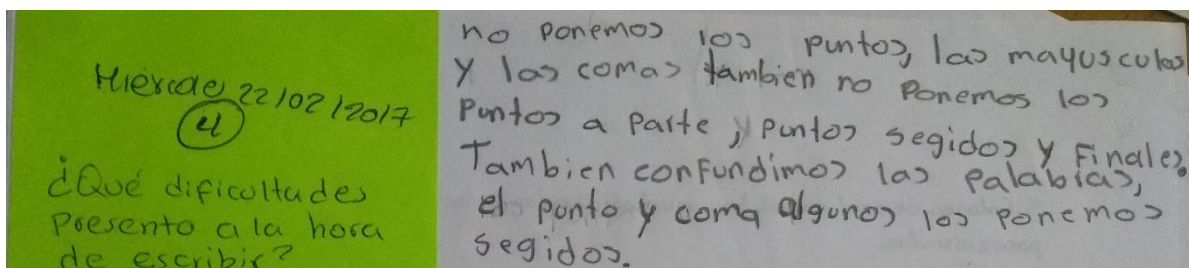 Miércole 22/02/2017
4
¿Qué dificultades
presento a la hora
de escribir?
no ponemos los puntos, las mayusculas
y las comas tambien no ponemos los
puntos a parte, puntos segidos y finales.
Tambien confundimos las palabras,
el punto y coma algunos los ponemos
segidos.